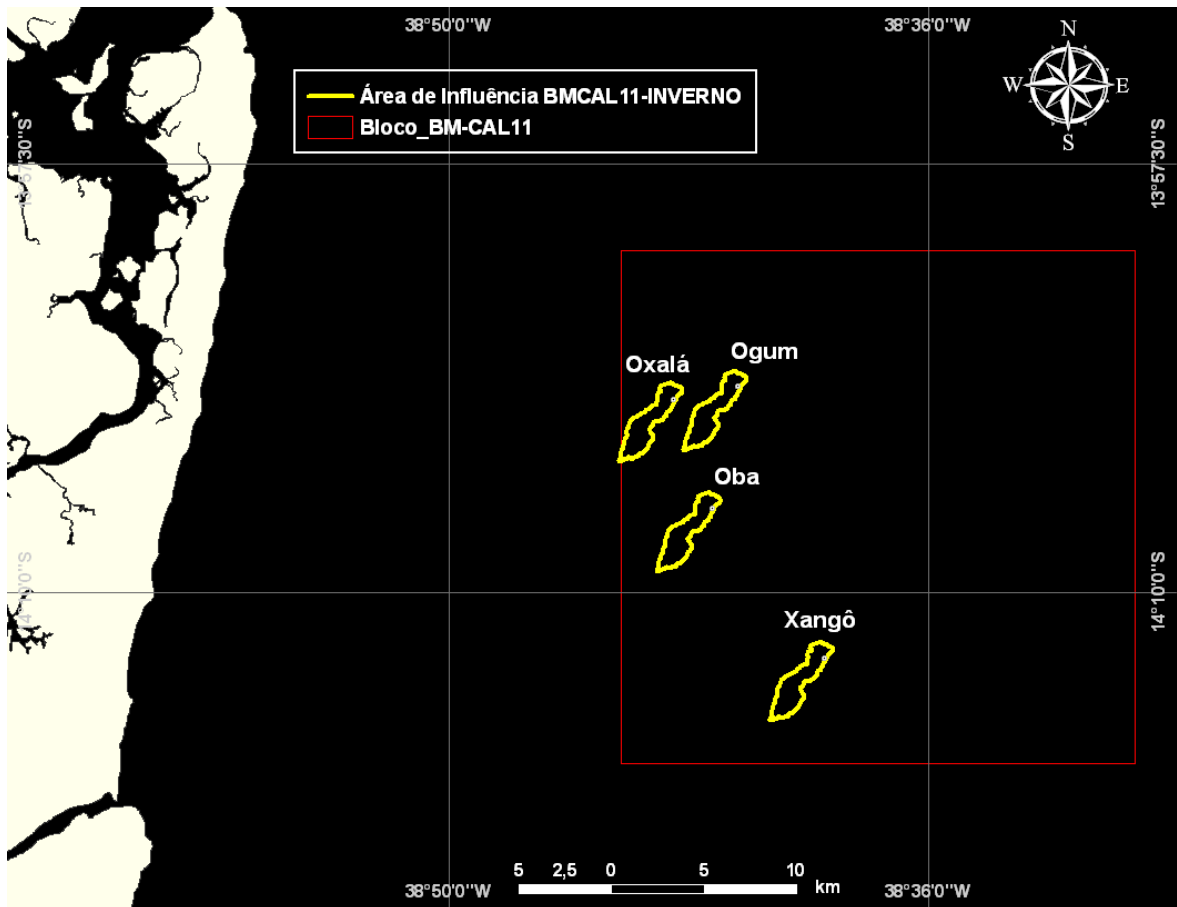 38°50'0"W
38°36'0"W
N
W
E
S
Área de Influência BMCAL11-INVERNO
Bloco_BM-CAL11
13°57'30"S
13°57'30"S
Oxalá
Ogum
Oba
14°10'0"S
14°10'0"S
Xangô
5 2,5 0 5 10
km
38°50'0"W
38°36'0"W